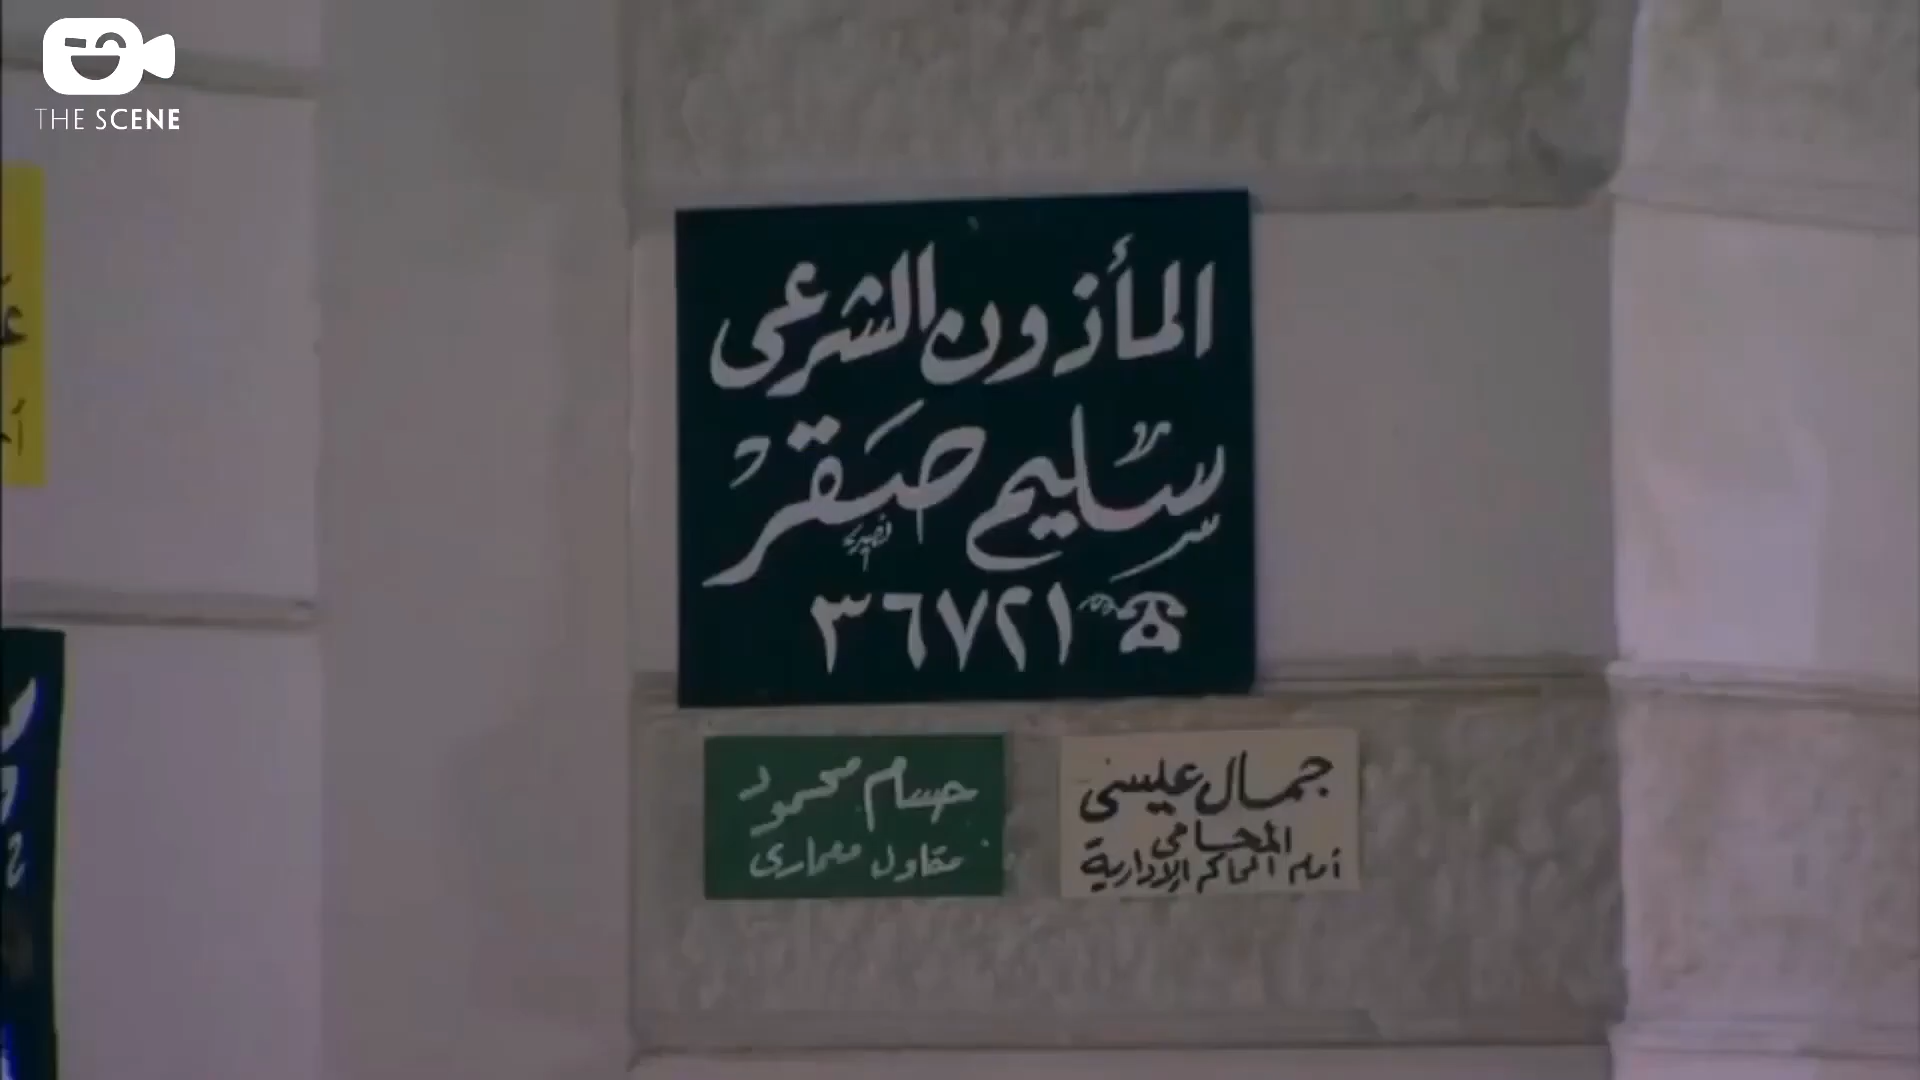 THE SCENE
المأذون الشرعى
سليم صقر
٣٦٧٢١
جمال عيسى
المحامى
أمام المحاكم الإدارية
حسام محمود
مقاول معمارى